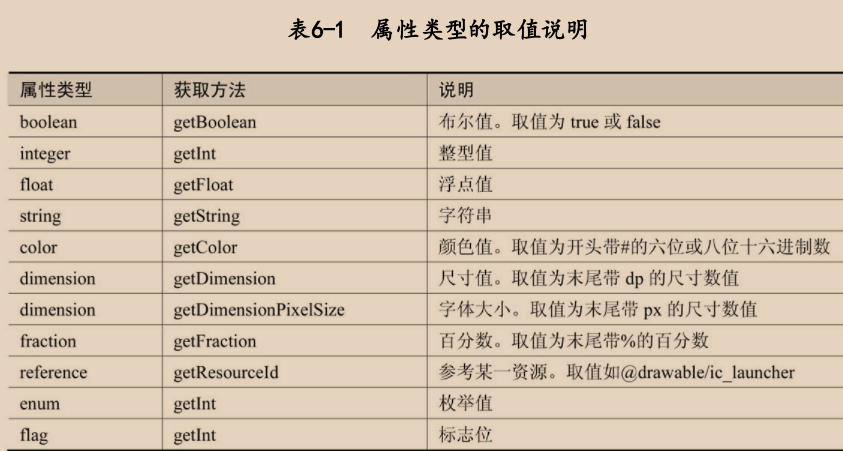 表6-1 属性类型的取值说明
属性类型 获取方法 说明
boolean getBoolean 布尔值。取值为 true 或 false
integer getInt 整型值
float getFloat 浮点值
string getString 字符串
color getColor 颜色值。取值为开头带#的六位或八位十六进制数
dimension getDimension 尺寸值。取值为末尾带 dp 的尺寸数值
dimension getDimensionPixelSize 字体大小。取值为末尾带 px 的尺寸数值
fraction getFraction 百分数。取值为末尾带%的百分数
reference getResourceId 参考某一资源。取值如@drawable/ic_launcher
enum getInt 枚举值
flag getInt 标志位